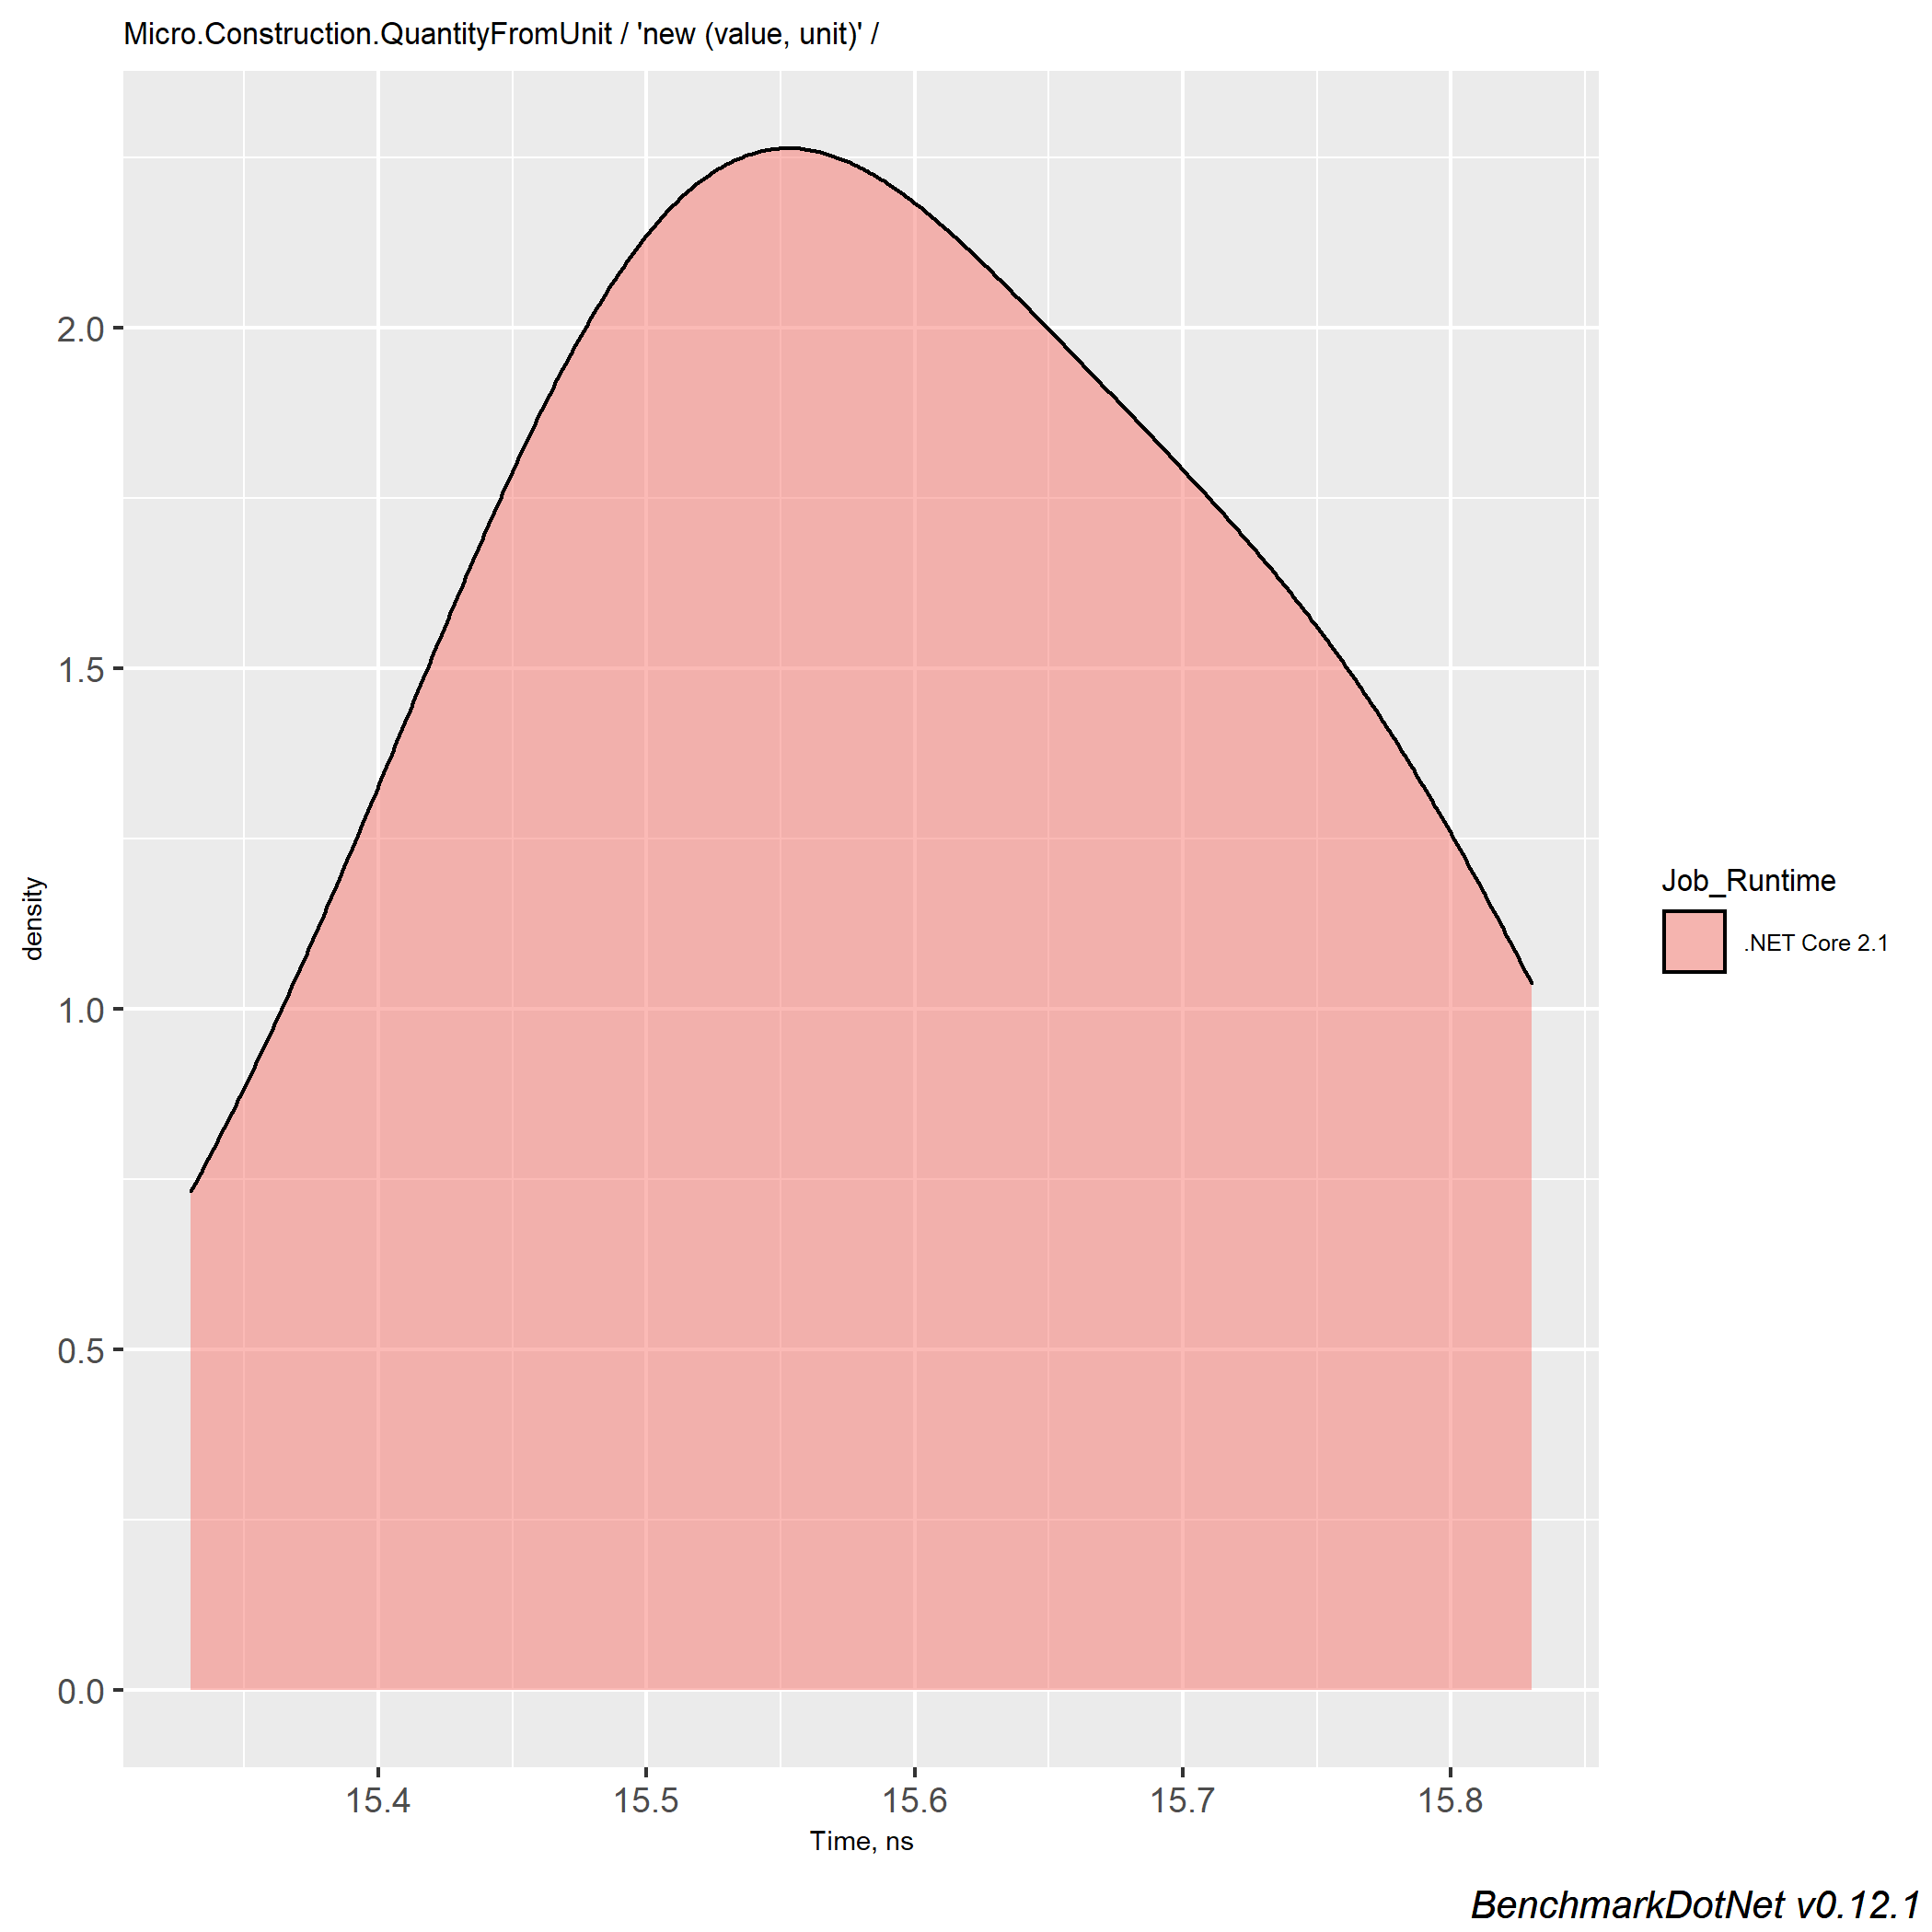 Micro.Construction.QuantityFromUnit / 'new (value, unit)' /
density
2.0
1.5
1.0
0.5
0.0
15.4 15.5 15.6 15.7 15.8
Time, ns
Job_Runtime
.NET Core 2.1
BenchmarkDotNet v0.12.1